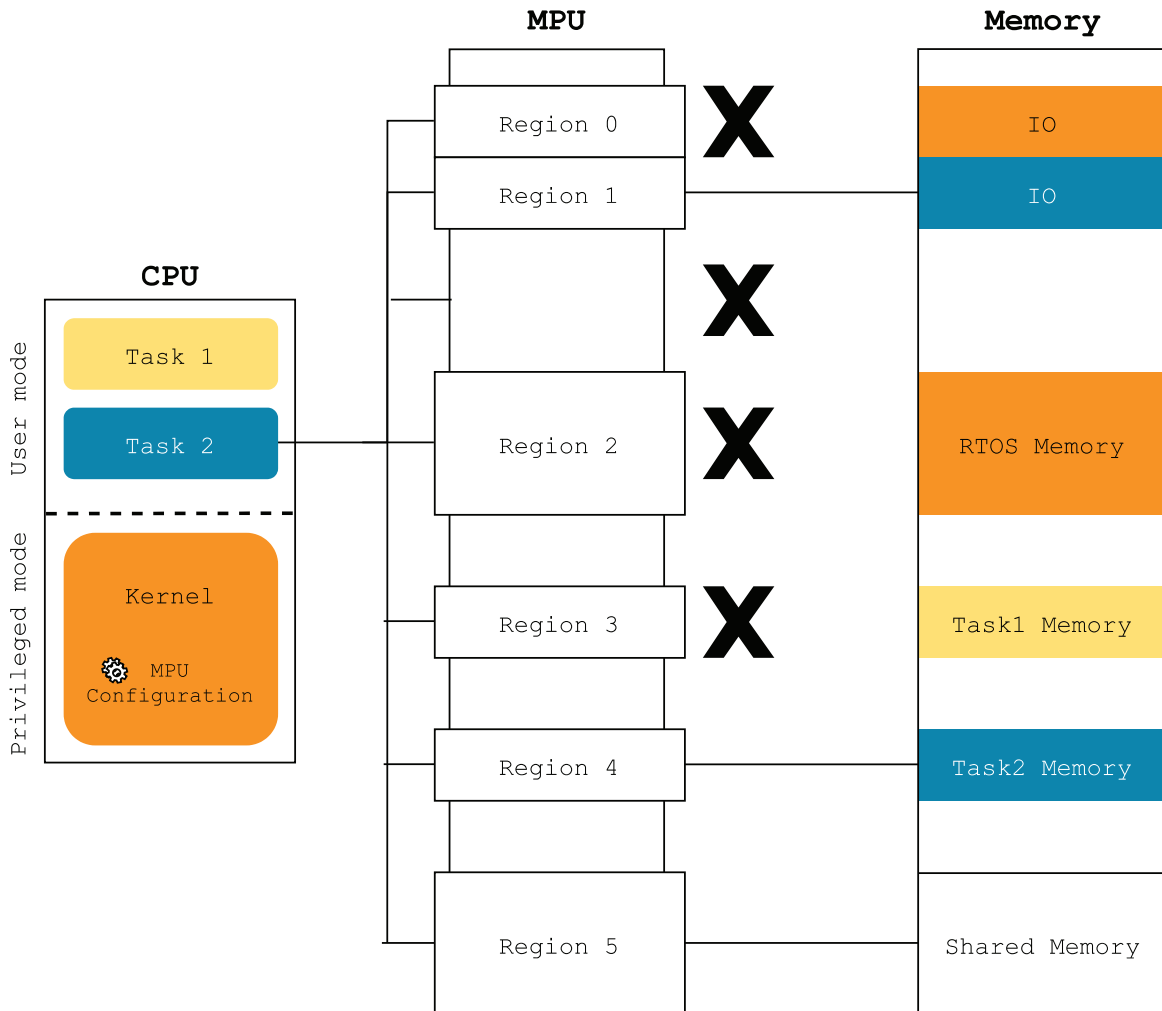 MPU
Memory
Region 0
X
IO
Region 1
IO
CPU
X
User mode
Task 1
Task 2
Region 2
X
RTOS Memory
Privileged mode
Kernel
MPU
Configuration
Region 3
X
Task1 Memory
Region 4
Task2 Memory
Region 5
Shared Memory